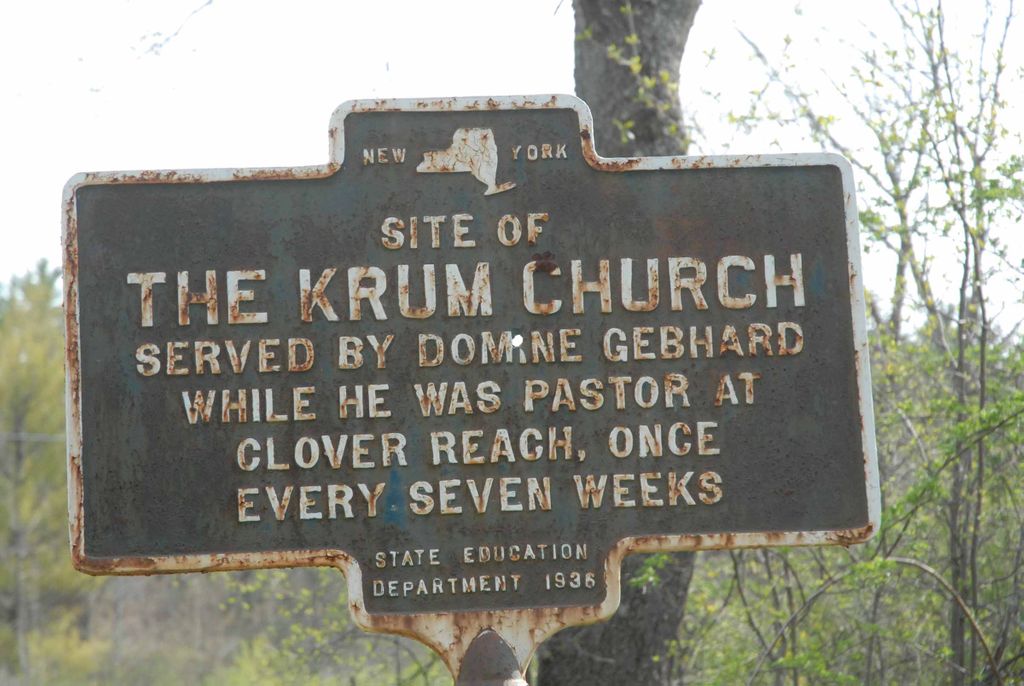 NEW YORK
SITE OF
THE KRUM CHURCH
SERVED BY DOMINE GEBHARD
WHILE HE WAS PASTOR AT
CLOVER REACH, ONCE
EVERY SEVEN WEEKS
STATE EDUCATION
DEPARTMENT 1936